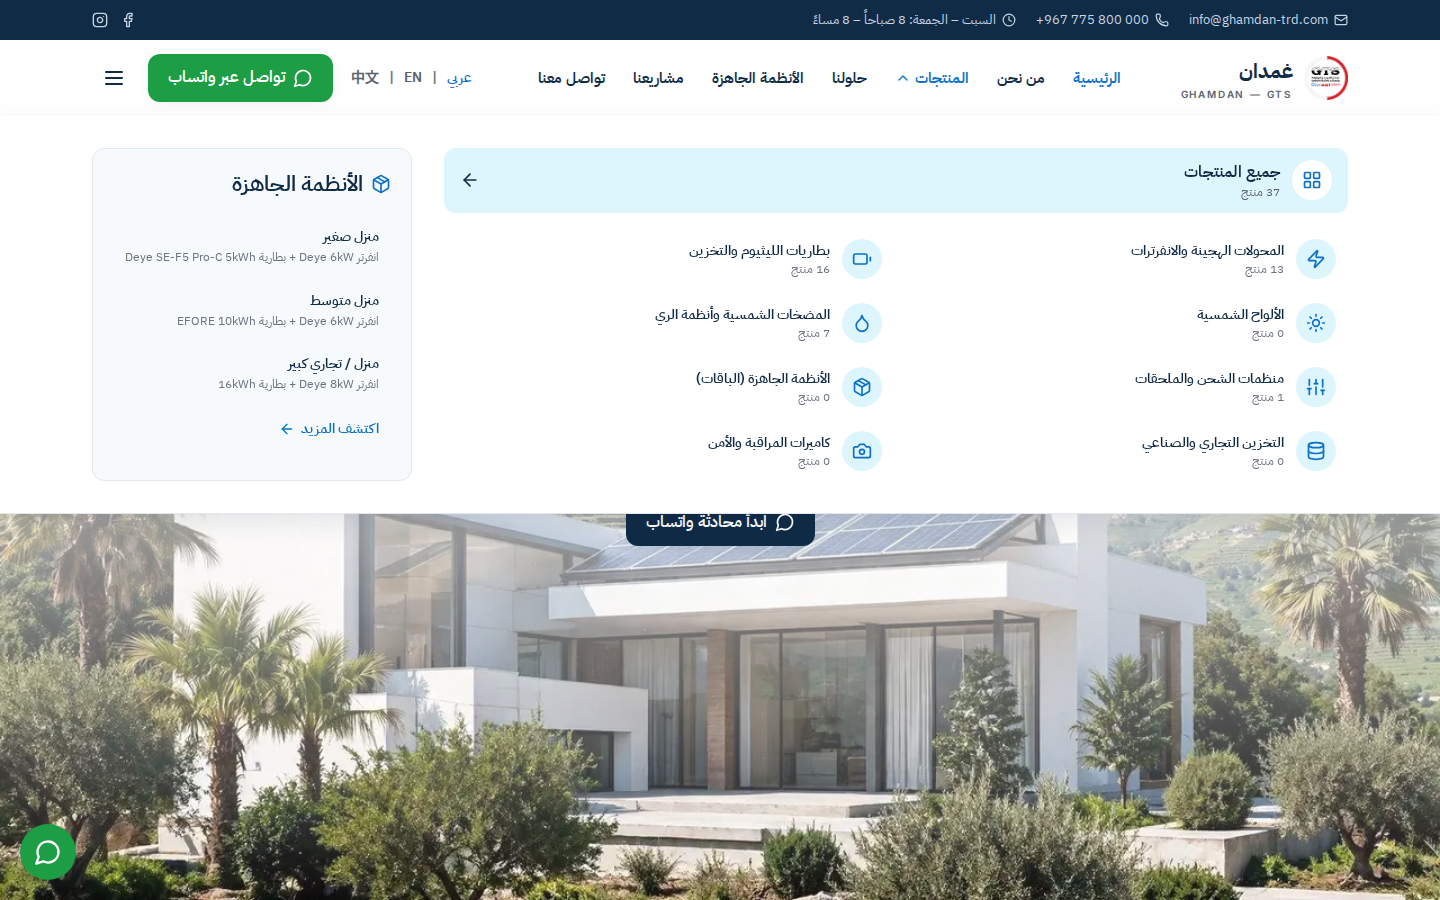 info@ghamdan-trd.com
+967 775 800 000
السبت – الجمعة: 8 صباحاً – 8 مساءً
غمدان
GHAMDAN — GTS
GTS
الرئيسية
من نحن
المنتجات
حلولنا
الأنظمة الجاهزة
مشاريعنا
تواصل معنا
عربي | EN | 中文
تواصل عبر واتساب
جميع المنتجات
37 منتج
المحولات الهجينة والانفرترات
13 منتج
بطاريات الليثيوم والتخزين
16 منتج
الألواح الشمسية
0 منتج
المضخات الشمسية وأنظمة الري
7 منتج
منظمات الشحن والملحقات
1 منتج
الأنظمة الجاهزة (الباقات)
0 منتج
التخزين التجاري والصناعي
0 منتج
كاميرات المراقبة والأمن
0 منتج
الأنظمة الجاهزة
منزل صغير
انفرتر Deye 6kW + بطارية Deye SE-F5 Pro-C 5kWh
منزل متوسط
انفرتر Deye 6kW + بطارية EFORE 10kWh
منزل / تجاري كبير
انفرتر Deye 8kW + بطارية 16kWh
اكتشف المزيد
ابدأ محادثة واتساب